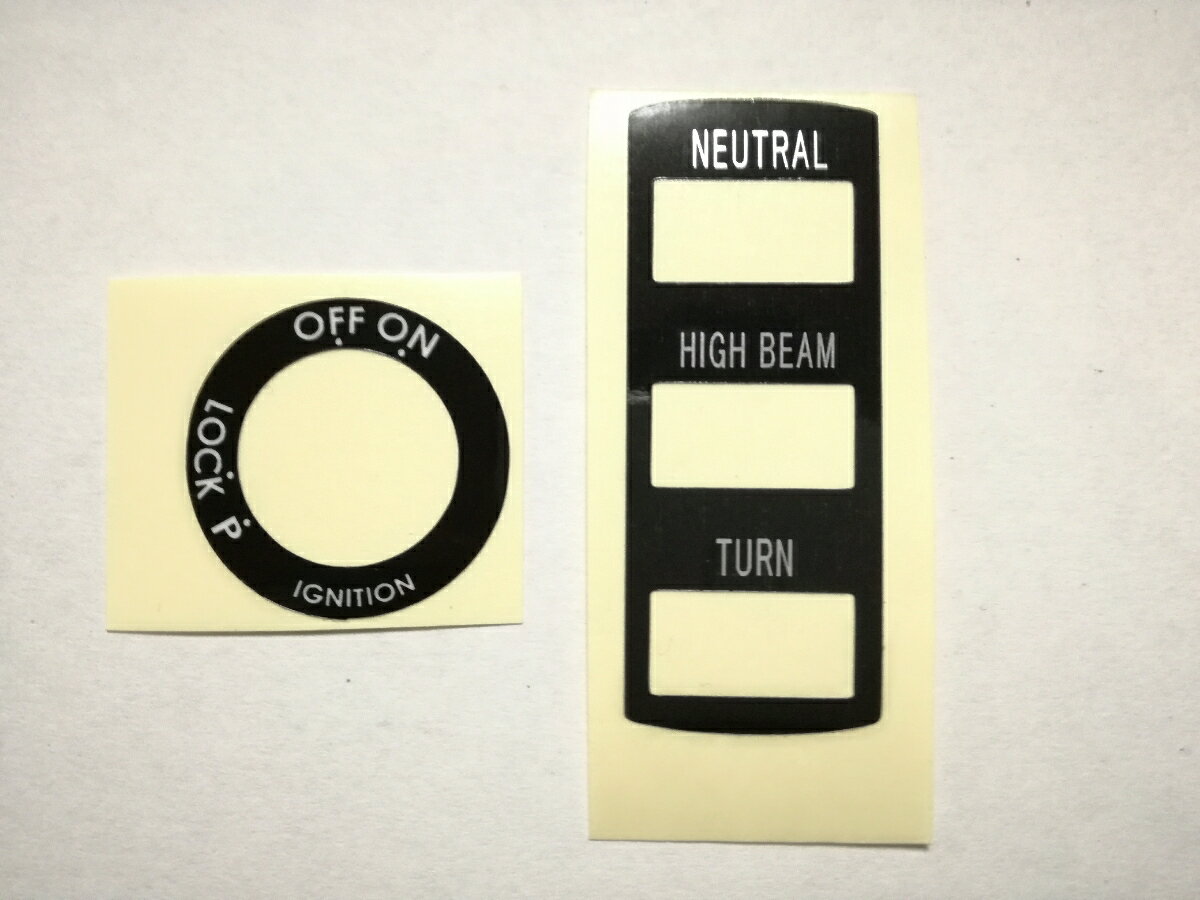 OFF ON
LOCK P
IGNITION
NEUTRAL
HIGH BEAM
TURN